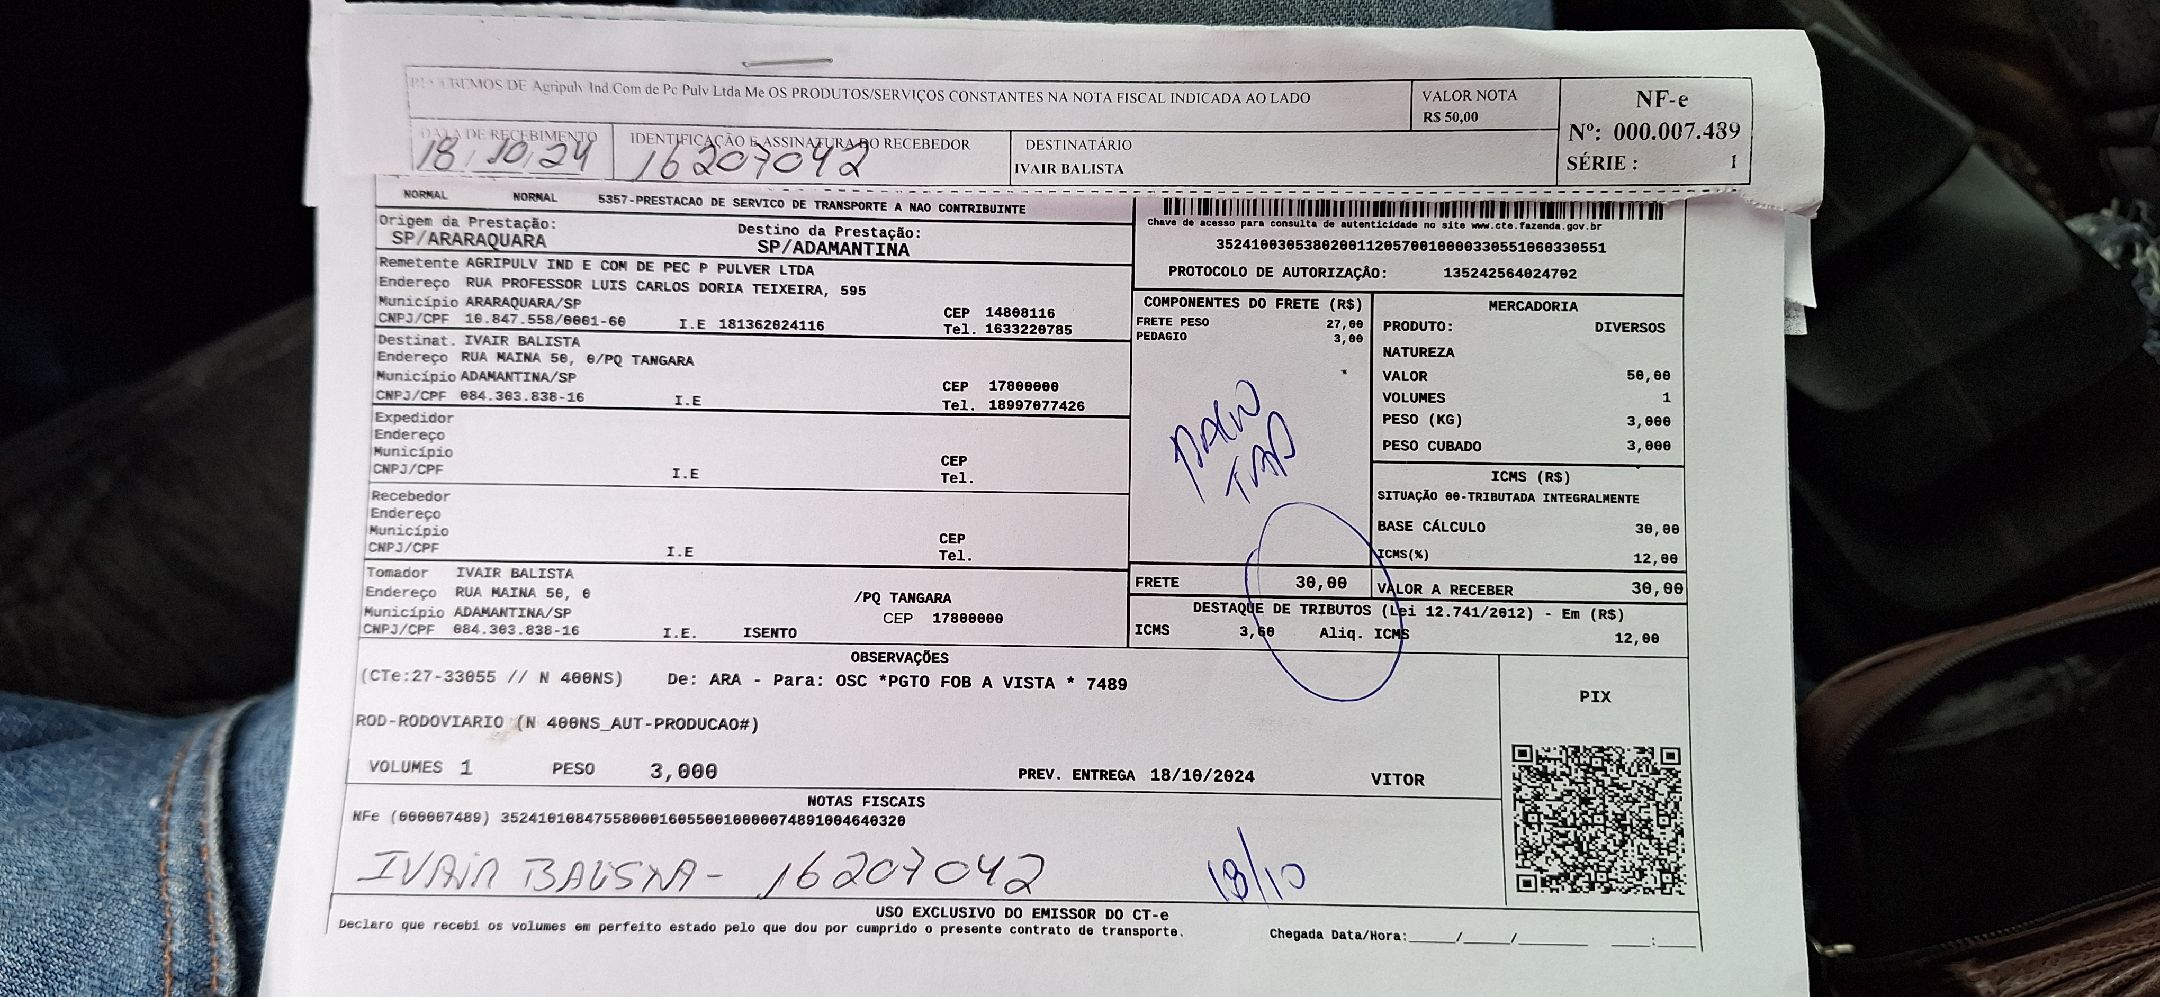 REMOS DE Agripulv Ind Com de Pc Pulv Ltda Me OS PRODUTOS/SERVIÇOS CONSTANTES NA NOTA FISCAL INDICADA AO LADO
VALOR NOTA
R$ 50,00
NF-e
Nº: 000.007.489
SÉRIE : 1
DATA DE RECEBIMENTO
18.10.24
IDENTIFICAÇÃO E ASSINATURA DO RECEBEDOR
16207042
DESTINATÁRIO
IVAIR BALISTA
NORMAL NORMAL 5357-PRESTACAO DE SERVICO DE TRANSPORTE A NAO CONTRIBUINTE
Origem da Prestação:
SP/ARARAQUARA
Destino da Prestação:
SP/ADAMANTINA
Chave de acesso para consulta de autenticidade no site www.cte.fazenda.gov.br
35241003053802001120570010000330551060330551
PROTOCOLO DE AUTORIZAÇÃO: 135242564024702
Remetente AGRIPULV IND E COM DE PEC P PULVER LTDA
Endereço RUA PROFESSOR LUIS CARLOS DORIA TEIXEIRA, 595
Município ARARAQUARA/SP CEP 14808116
CNPJ/CPF 10.847.558/0001-60 I.E 181362024116 Tel. 1633220785
Destinat. IVAIR BALISTA
Endereço RUA MAINA 50, 0/PQ TANGARA
Município ADAMANTINA/SP CEP 17800000
CNPJ/CPF 084.303.838-16 I.E Tel. 18997077426
Expedidor
Endereço
Município CEP
CNPJ/CPF I.E Tel.
Recebedor
Endereço
Município CEP
CNPJ/CPF I.E Tel.
Tomador IVAIR BALISTA
Endereço RUA MAINA 50, 0 /PQ TANGARA
Município ADAMANTINA/SP CEP 17800000
CNPJ/CPF 084.303.838-16 I.E. ISENTO
COMPONENTES DO FRETE (R$)
FRETE PESO 27,00
PEDAGIO 3,00
FRETE 30,00
MERCADORIA
PRODUTO: DIVERSOS
NATUREZA
VALOR 50,00
VOLUMES 1
PESO (KG) 3,000
PESO CUBADO 3,000
ICMS (R$)
SITUAÇÃO 00-TRIBUTADA INTEGRALMENTE
BASE CÁLCULO 30,00
ICMS(%) 12,00
VALOR A RECEBER 30,00
DESTAQUE DE TRIBUTOS (Lei 12.741/2012) - Em (R$)
ICMS 3,60 Aliq. ICMS 12,00
OBSERVAÇÕES
(CTe:27-33055 // N 400NS) De: ARA - Para: OSC *PGTO FOB A VISTA * 7489
ROD-RODOVIARIO (N 400NS_AUT-PRODUCAO#)
VOLUMES 1 PESO 3,000 PREV. ENTREGA 18/10/2024 VITOR
PIX
NOTAS FISCAIS
NFe (000007489) 35241010847558000160550010000074891004640320
IVAIR BALISTA - 16207042 18/10
USO EXCLUSIVO DO EMISSOR DO CT-e
Declaro que recebi os volumes em perfeito estado pelo que dou por cumprido o presente contrato de transporte.
Chegada Data/Hora:_____/____/_______ ____:____